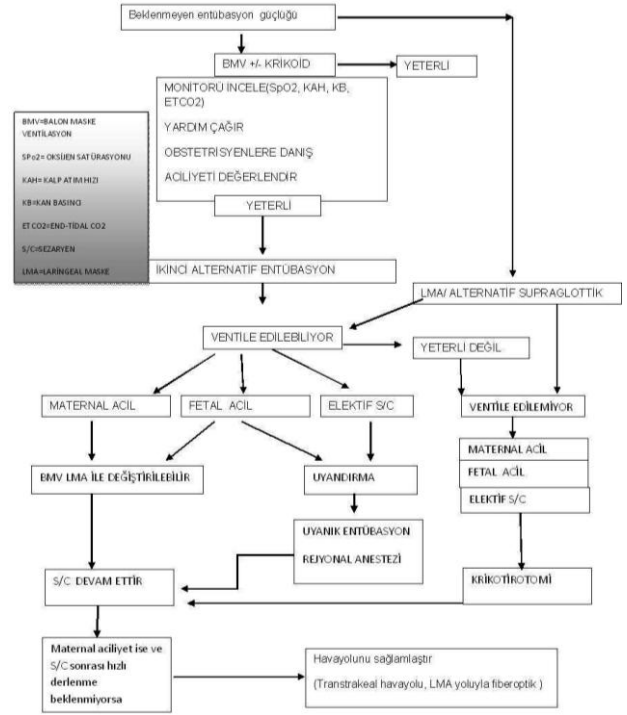 Beklenmeyen entübasyon güçlüğü
BMV +/- KRİKOİD
YETERLİ
MONİTORÜ İNCELE(SpO2, KAH, KB,
ETCO2)
YARDIM ÇAĞIR
OBSTETRİSYENLERE DANIŞ
ACİLİYETİ DEĞERLENDİR
YETERLİ
BMV=BALON MASKE
VENTİLASYON
SPo2= OKSİJEN SATÜRASYONU
KAH= KALP ATIM HIZI
KB=KAN BASINCI
ET CO2=END-TİDAL CO2
S/C=SEZARYEN
LMA=LARİNGEAL MASKE
İKİNCİ ALTERNATİF ENTÜBASYON
LMA/ ALTERNATİF SUPRAGLOTTİK
VENTİLE EDİLEBİLİYOR
YETERLİ DEĞİL
MATERNAL ACİL
FETAL ACİL
ELEKTİF S/C
VENTİLE EDİLEMİYOR
MATERNAL ACİL
FETAL ACİL
ELEKTİF S/C
BMV LMA İLE DEĞİŞTİRİLEBİLİR
UYANDIRMA
UYANIK ENTÜBASYON
REJYONAL ANESTEZİ
S/C DEVAM ETTİR
KRİKOTİROTOMİ
Maternal aciliyet ise ve
S/C sonrası hızlı
derlenme
beklenmiyorsa
Havayolunu sağlamlaştır
(Transtrakeal havayolu, LMA yoluyla fiberoptik )